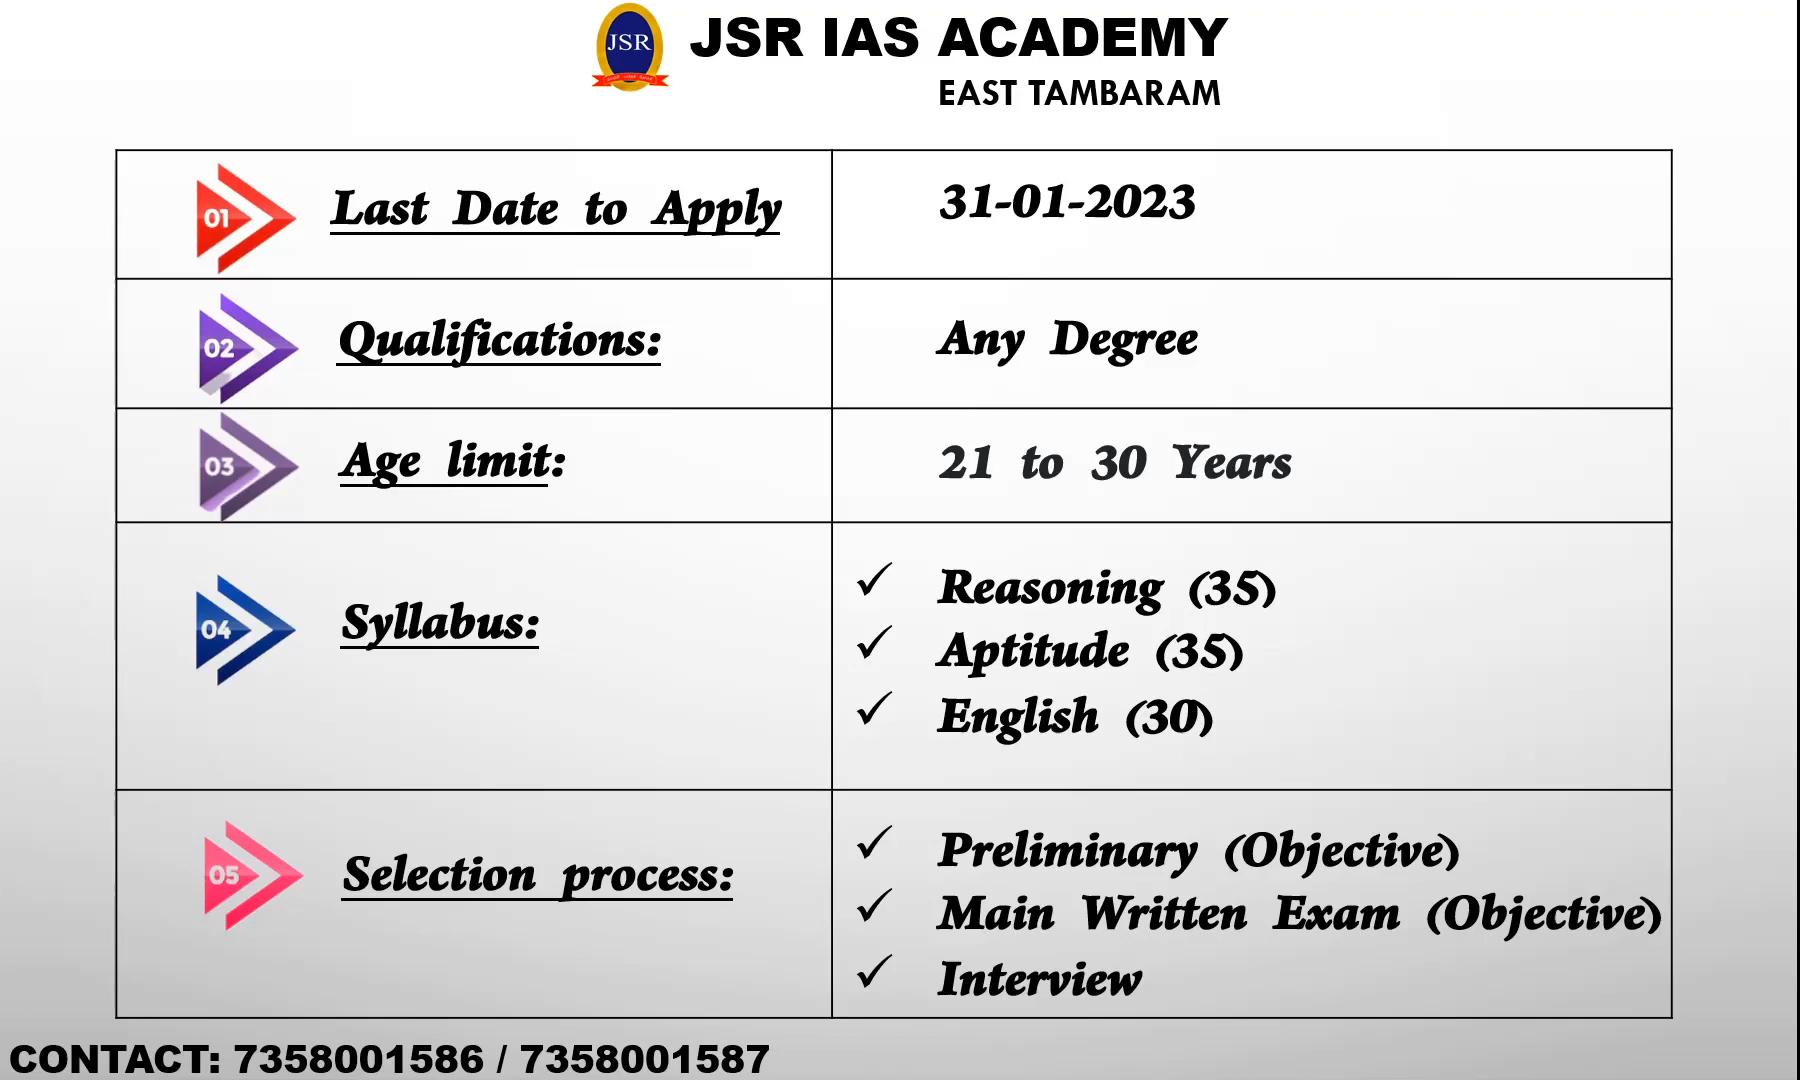 JSR
JSR IAS ACADEMY
EAST TAMBARAM
01 Last Date to Apply 31-01-2023
02 Qualifications: Any Degree
03 Age limit: 21 to 30 Years
04 Syllabus:
✓ Reasoning (35)
✓ Aptitude (35)
✓ English (30)
05 Selection process:
✓ Preliminary (Objective)
✓ Main Written Exam (Objective)
✓ Interview
CONTACT: 7358001586 / 7358001587